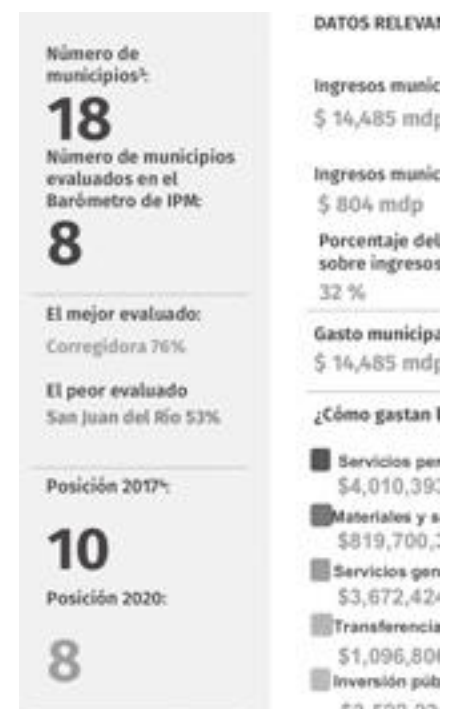 Número de
municipios³:
18
Número de municipios
evaluados en el
Barómetro de IPM:
8
El mejor evaluado:
Corregidora 76%
El peor evaluado
San Juan del Río 53%
Posición 2017⁴:
10
Posición 2020:
8
DATOS RELEVAN
Ingresos munic
$ 14,485 mdp
Ingresos munic
$ 804 mdp
Porcentaje del
sobre ingresos
32 %
Gasto municipa
$ 14,485 mdp
¿Cómo gastan l
Servicios per
$4,010,393
Materiales y s
$819,700,3
Servicios gen
$3,672,424
Transferencia
$1,096,806
Inversión púb